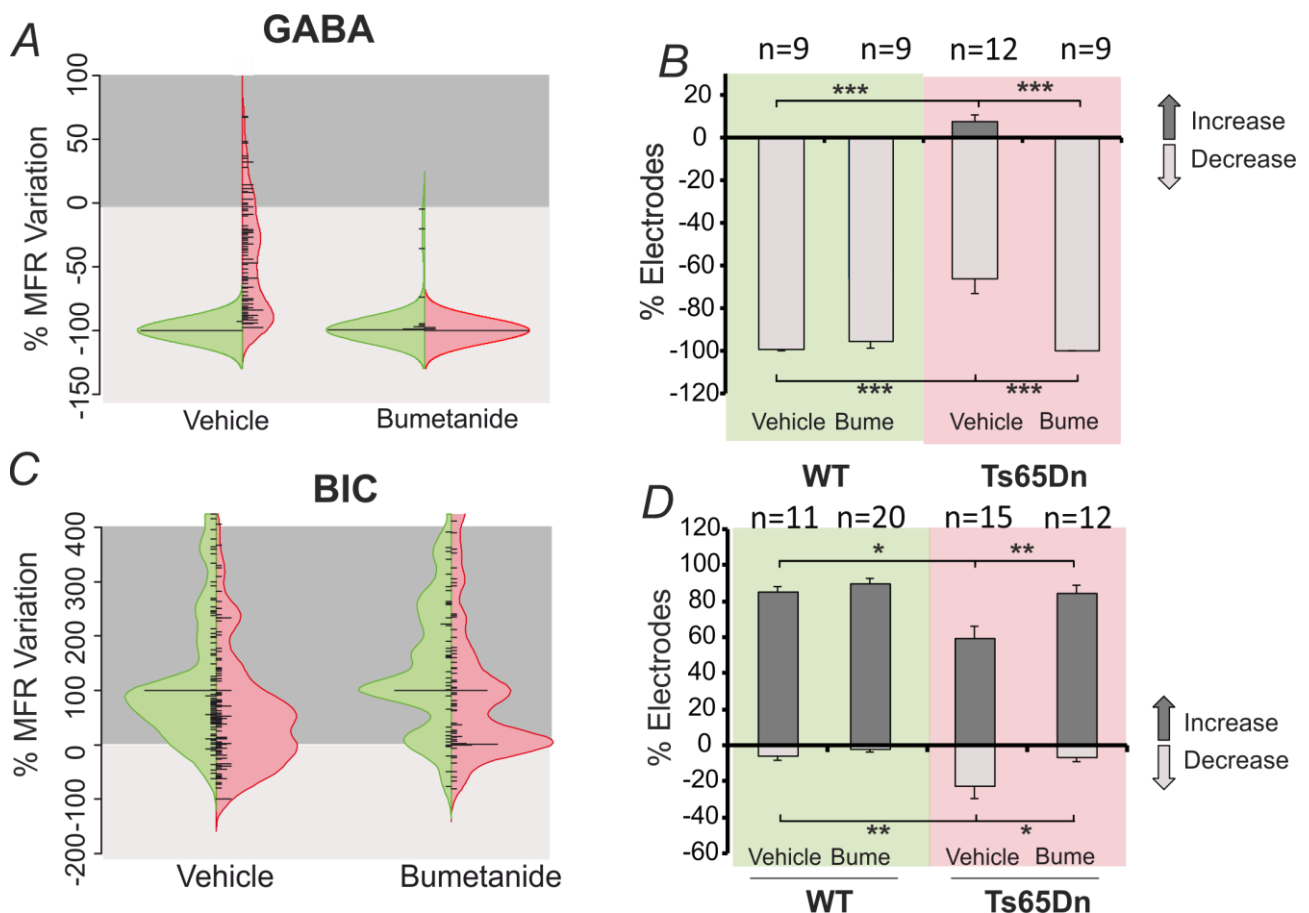 A
GABA
% MFR Variation
100
50
0
-50
-100
-150
Vehicle
Bumetanide
B
n=9
n=9
n=12
n=9
% Electrodes
20
0
-20
-40
-60
-80
-100
-120
***
***
***
***
Vehicle
Bume
Vehicle
Bume
WT
Ts65Dn
Increase
Decrease
C
BIC
% MFR Variation
400
300
200
100
0
-100
-200
Vehicle
Bumetanide
D
n=11
n=20
n=15
n=12
% Electrodes
120
100
80
60
40
20
0
-20
-40
-60
*
**
**
*
Vehicle
Bume
Vehicle
Bume
WT
Ts65Dn
Increase
Decrease